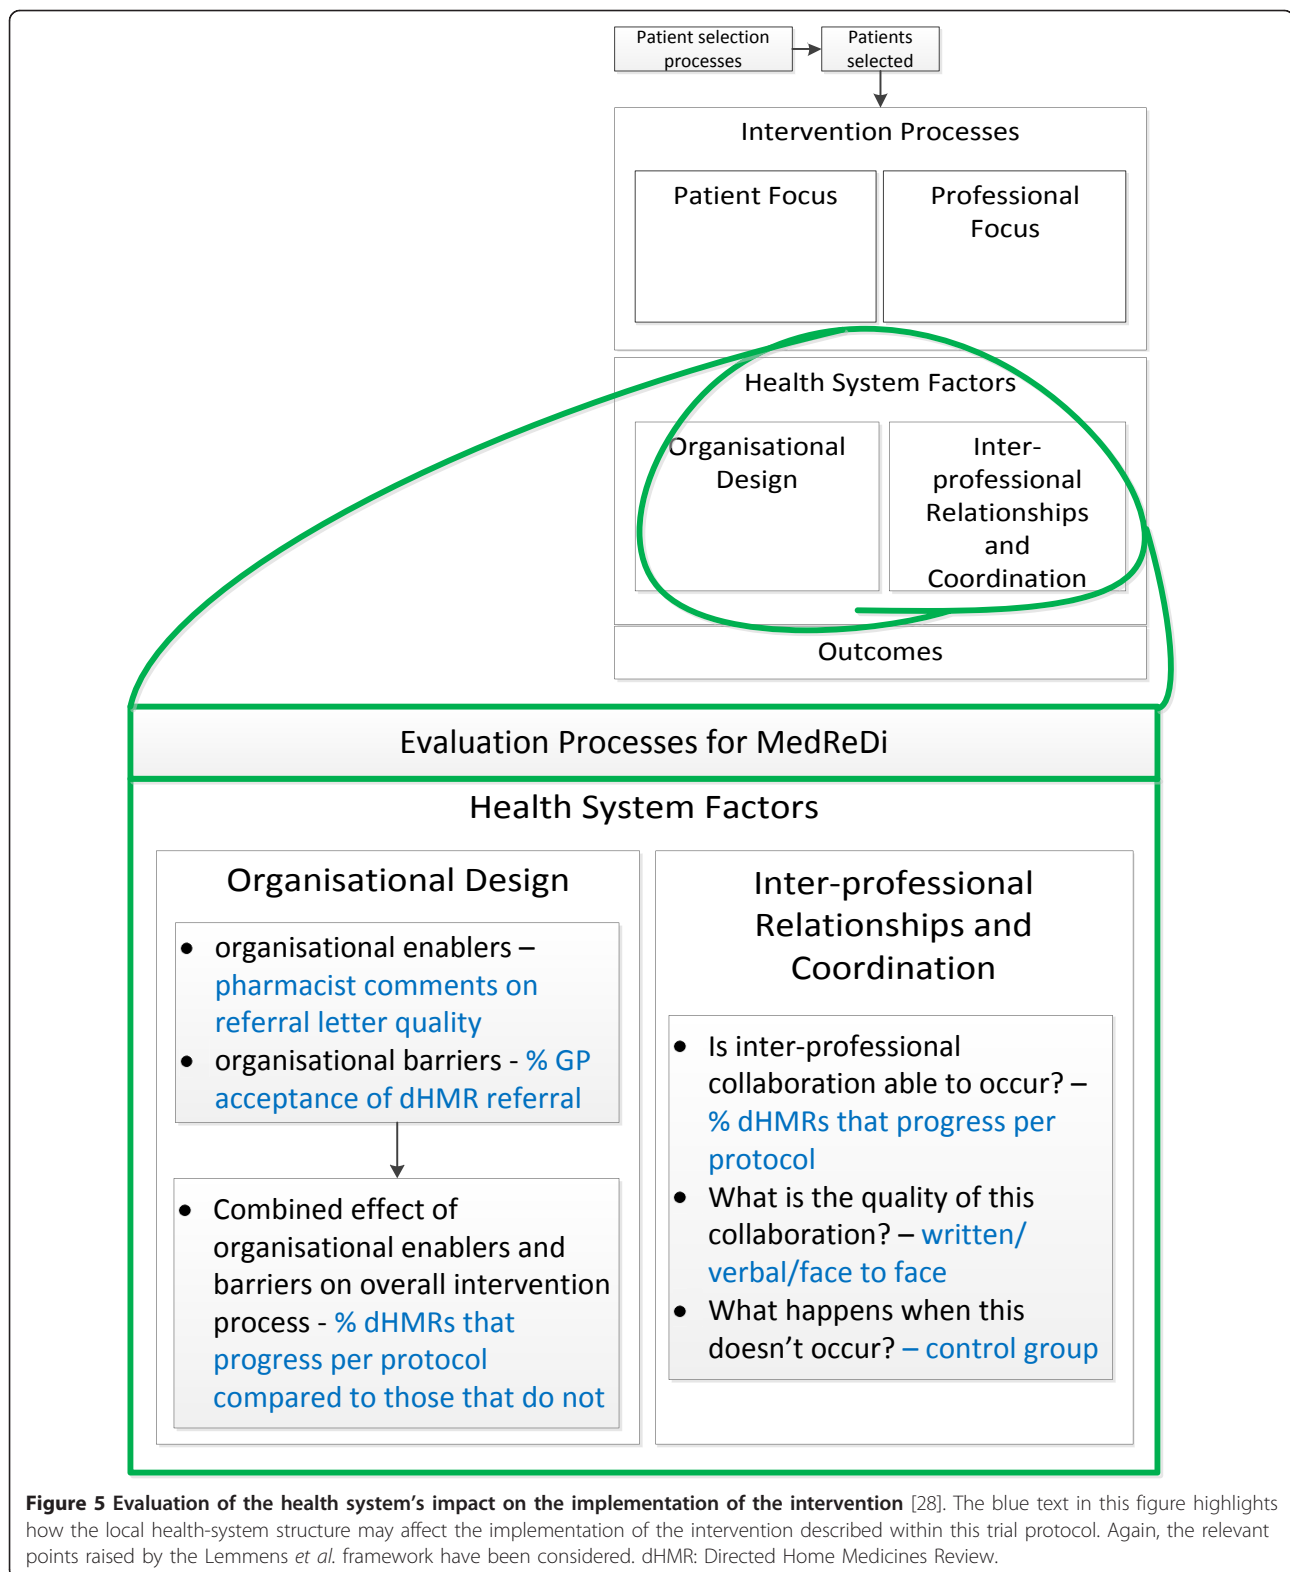 Patient selection
processes
Patients
selected
Intervention Processes
Patient Focus
Professional
Focus
Health System Factors
Organisational
Design
Inter-
professional
Relationships
and
Coordination
Outcomes
Evaluation Processes for MedReDi
Health System Factors
Organisational Design
• organisational enablers –
pharmacist comments on
referral letter quality
• organisational barriers - % GP
acceptance of dHMR referral
• Combined effect of
organisational enablers and
barriers on overall intervention
process - % dHMRs that
progress per protocol
compared to those that do not
Inter-professional
Relationships and
Coordination
• Is inter-professional
collaboration able to occur? –
% dHMRs that progress per
protocol
• What is the quality of this
collaboration? – written/
verbal/face to face
• What happens when this
doesn’t occur? – control group
Figure 5 Evaluation of the health system’s impact on the implementation of the intervention [28]. The blue text in this figure highlights
how the local health-system structure may affect the implementation of the intervention described within this trial protocol. Again, the relevant
points raised by the Lemmens et al. framework have been considered. dHMR: Directed Home Medicines Review.